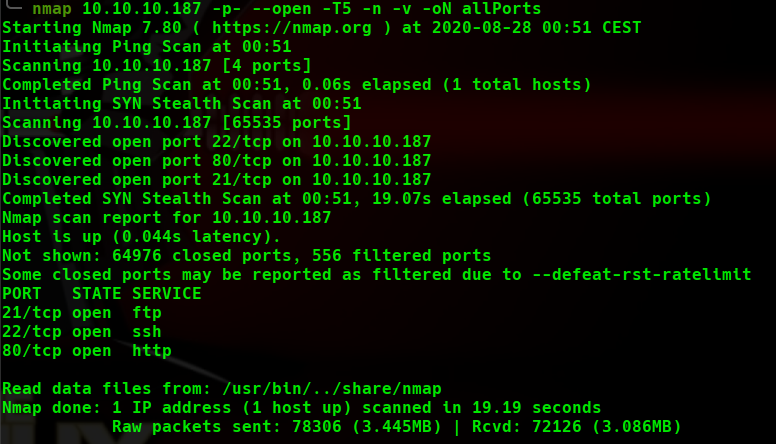 nmap 10.10.10.187 -p- --open -T5 -n -v -oN allPorts
Starting Nmap 7.80 ( https://nmap.org ) at 2020-08-28 00:51 CEST
Initiating Ping Scan at 00:51
Scanning 10.10.10.187 [4 ports]
Completed Ping Scan at 00:51, 0.06s elapsed (1 total hosts)
Initiating SYN Stealth Scan at 00:51
Scanning 10.10.10.187 [65535 ports]
Discovered open port 22/tcp on 10.10.10.187
Discovered open port 80/tcp on 10.10.10.187
Discovered open port 21/tcp on 10.10.10.187
Completed SYN Stealth Scan at 00:51, 19.07s elapsed (65535 total ports)
Nmap scan report for 10.10.10.187
Host is up (0.044s latency).
Not shown: 64976 closed ports, 556 filtered ports
Some closed ports may be reported as filtered due to --defeat-rst-ratelimit
PORT   STATE SERVICE
21/tcp open  ftp
22/tcp open  ssh
80/tcp open  http

Read data files from: /usr/bin/../share/nmap
Nmap done: 1 IP address (1 host up) scanned in 19.19 seconds
           Raw packets sent: 78306 (3.445MB) | Rcvd: 72126 (3.086MB)